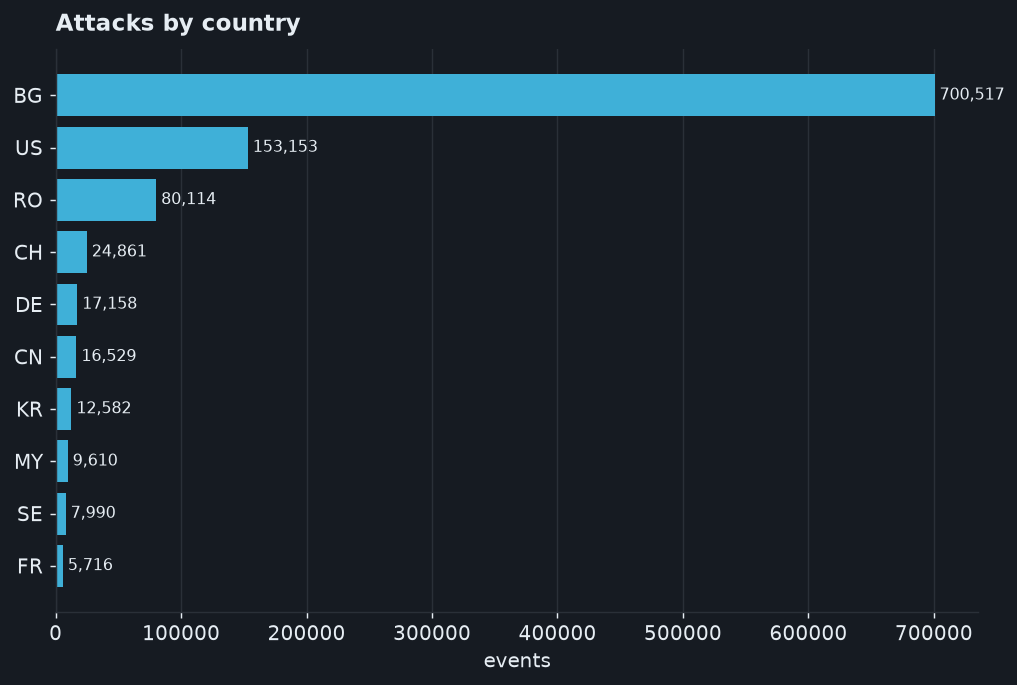 Attacks by country
BG 700,517
US 153,153
RO 80,114
CH 24,861
DE 17,158
CN 16,529
KR 12,582
MY 9,610
SE 7,990
FR 5,716
0 100000 200000 300000 400000 500000 600000 700000
events